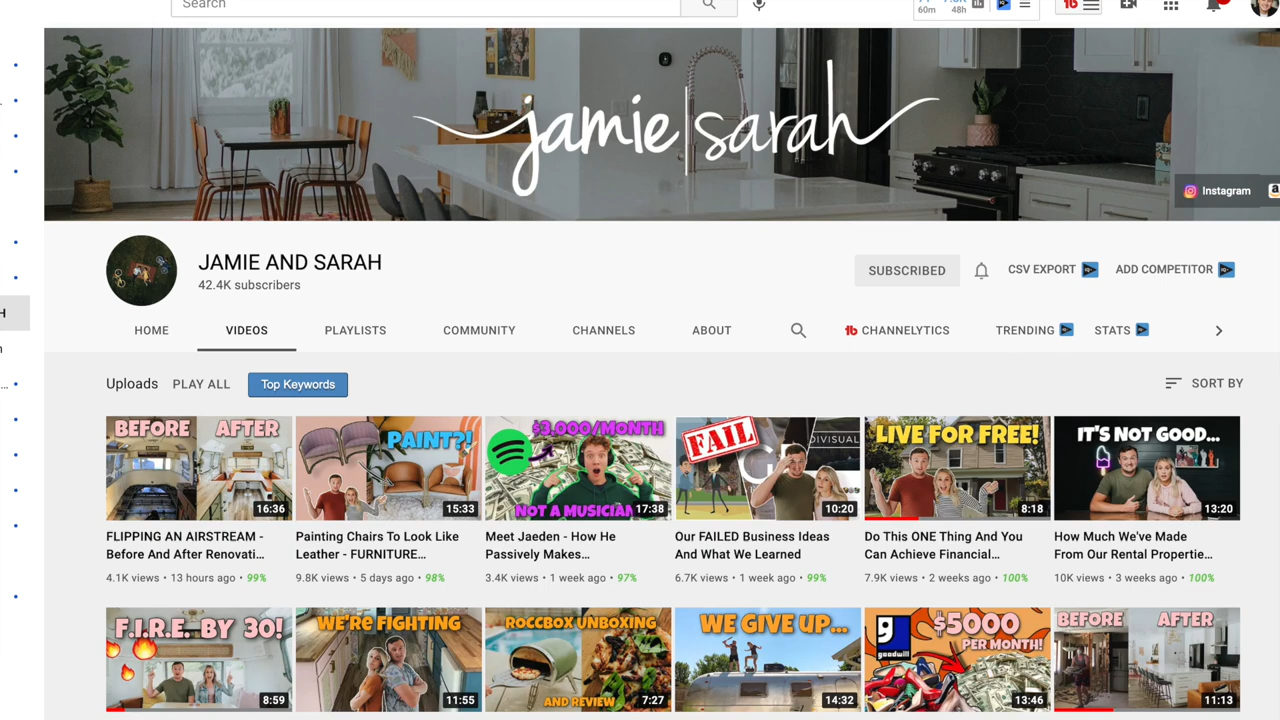 Search
60m
48h
jamie|sarah
Instagram
JAMIE AND SARAH
42.4K subscribers
SUBSCRIBED
CSV EXPORT
ADD COMPETITOR
HOME
VIDEOS
PLAYLISTS
COMMUNITY
CHANNELS
ABOUT
CHANNELYTICS
TRENDING
STATS
Uploads
PLAY ALL
Top Keywords
SORT BY
BEFORE AFTER
16:36
PAINT?!
15:33
$3,000/MONTH
NOT A MUSICIAN
17:38
FAIL
DIVISUAL
10:20
LIVE FOR FREE!
8:18
IT'S NOT GOOD...
13:20
FLIPPING AN AIRSTREAM -
Before And After Renovati...
4.1K views • 13 hours ago • 99%
Painting Chairs To Look Like
Leather - FURNITURE...
9.8K views • 5 days ago • 98%
Meet Jaeden - How He
Passively Makes...
3.4K views • 1 week ago • 97%
Our FAILED Business Ideas
And What We Learned
6.7K views • 1 week ago • 99%
Do This ONE Thing And You
Can Achieve Financial...
7.9K views • 2 weeks ago • 100%
How Much We've Made
From Our Rental Propertie...
10K views • 3 weeks ago • 100%
F.I.R.E. BY 30!
8:59
WE'RE FIGHTING
11:55
ROCCBOX UNBOXING
AND REVIEW
7:27
WE GIVE UP...
14:32
goodwill
$5000
PER MONTH!
13:46
BEFORE AFTER
11:13